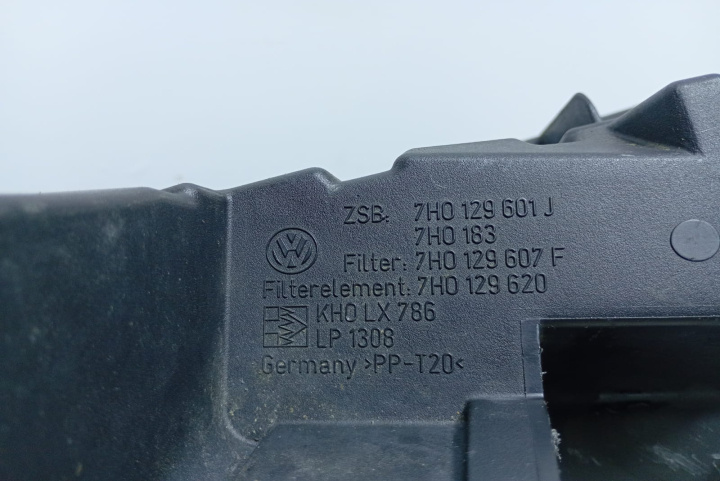 ZSB: 7H0 129 601 J
7H0 183
Filter: 7H0 129 607 F
Filterelement: 7H0 129 620
KH0 LX 786
LP 1308
Germany >PP-T20<